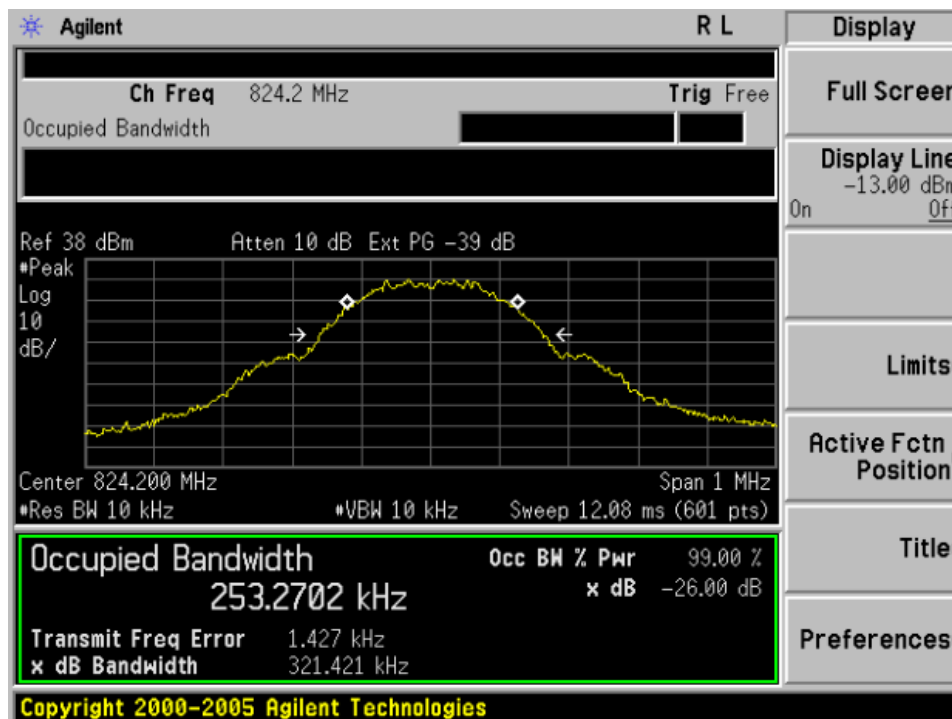 Agilent R L
Ch Freq 824.2 MHz Trig Free
Occupied Bandwidth
Ref 38 dBm Atten 10 dB Ext PG -39 dB
#Peak
Log
10
dB/
Center 824.200 MHz Span 1 MHz
#Res BW 10 kHz #VBW 10 kHz Sweep 12.08 ms (601 pts)
Occupied Bandwidth Occ BW % Pwr 99.00 %
253.2702 kHz x dB -26.00 dB
Transmit Freq Error 1.427 kHz
x dB Bandwidth 321.421 kHz
Copyright 2000-2005 Agilent Technologies
Display
Full Screen
Display Line
-13.00 dBm
On Off
Limits
Active Fctn
Position
Title
Preferences